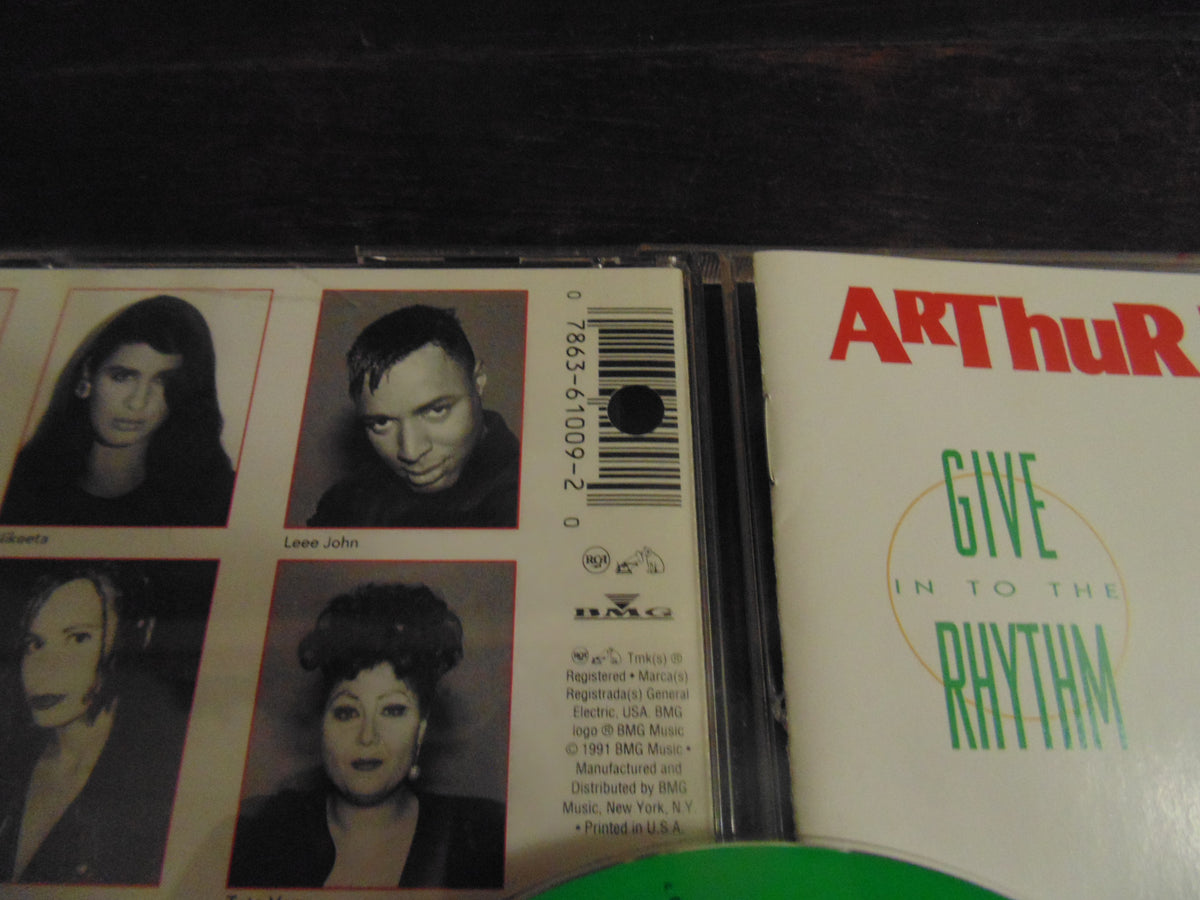 Leee John
0 7863-61009-2 0
RCA
BMG
RCA Tmk(s) ®
Registered • Marca(s)
Registrada(s) General
Electric, USA. BMG
logo ® BMG Music
© 1991 BMG Music •
Manufactured and
Distributed by BMG
Music, New York, N.Y.
• Printed in U.S.A.
ARThuR
GIVE
IN TO THE
RHYTHM